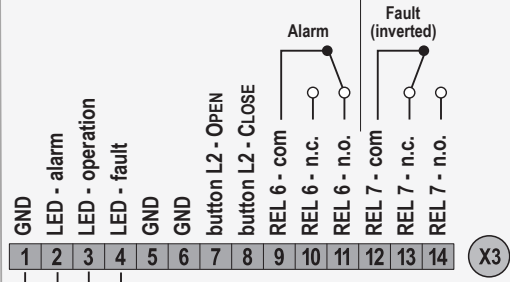 Alarm
Fault
(inverted)
GND
LED - alarm
LED - operation
LED - fault
GND
GND
button L2 - OPEN
button L2 - CLOSE
REL 6 - com
REL 6 - n.c.
REL 6 - n.o.
REL 7 - com
REL 7 - n.c.
REL 7 - n.o.
1 2 3 4 5 6 7 8 9 10 11 12 13 14 X3